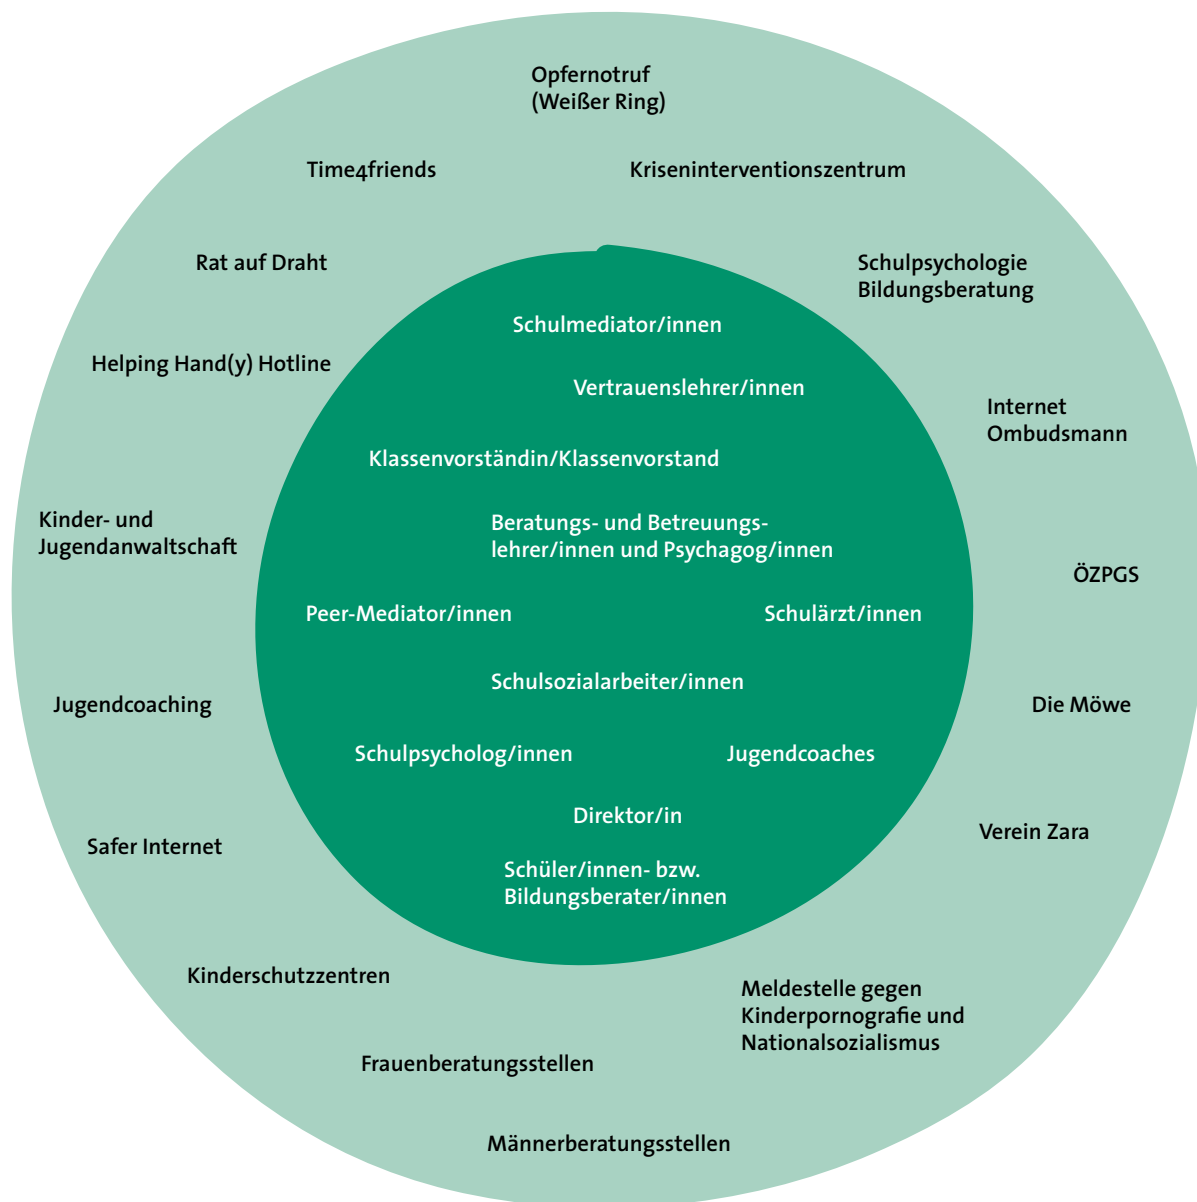 Opfernotruf
(Weißer Ring)
Time4friends
Kriseninterventionszentrum
Rat auf Draht
Schulpsychologie
Bildungsberatung
Schulmediator/innen
Helping Hand(y) Hotline
Vertrauenslehrer/innen
Internet
Ombudsmann
Klassenvorständin/Klassenvorstand
Kinder- und
Jugendanwaltschaft
Beratungs- und Betreuungs-
lehrer/innen und Psychagog/innen
ÖZPGS
Peer-Mediator/innen
Schulärzt/innen
Schulsozialarbeiter/innen
Jugendcoaching
Die Möwe
Schulpsycholog/innen
Jugendcoaches
Direktor/in
Verein Zara
Safer Internet
Schüler/innen- bzw.
Bildungsberater/innen
Kinderschutzzentren
Meldestelle gegen
Kinderpornografie und
Nationalsozialismus
Frauenberatungsstellen
Männerberatungsstellen